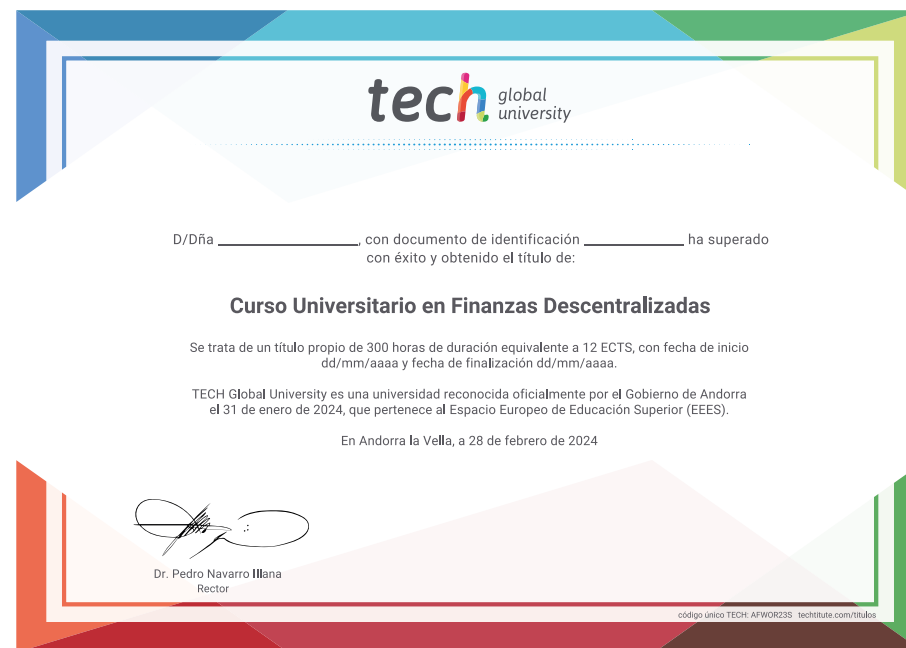 tech global university
D/Dña ________________, con documento de identificación ____________ ha superado
con éxito y obtenido el título de:
Curso Universitario en Finanzas Descentralizadas
Se trata de un título propio de 300 horas de duración equivalente a 12 ECTS, con fecha de inicio
dd/mm/aaaa y fecha de finalización dd/mm/aaaa.
TECH Global University es una universidad reconocida oficialmente por el Gobierno de Andorra
el 31 de enero de 2024, que pertenece al Espacio Europeo de Educación Superior (EEES).
En Andorra la Vella, a 28 de febrero de 2024
Dr. Pedro Navarro Illana
Rector
código único TECH: AFWOR23S techtitute.com/titulos